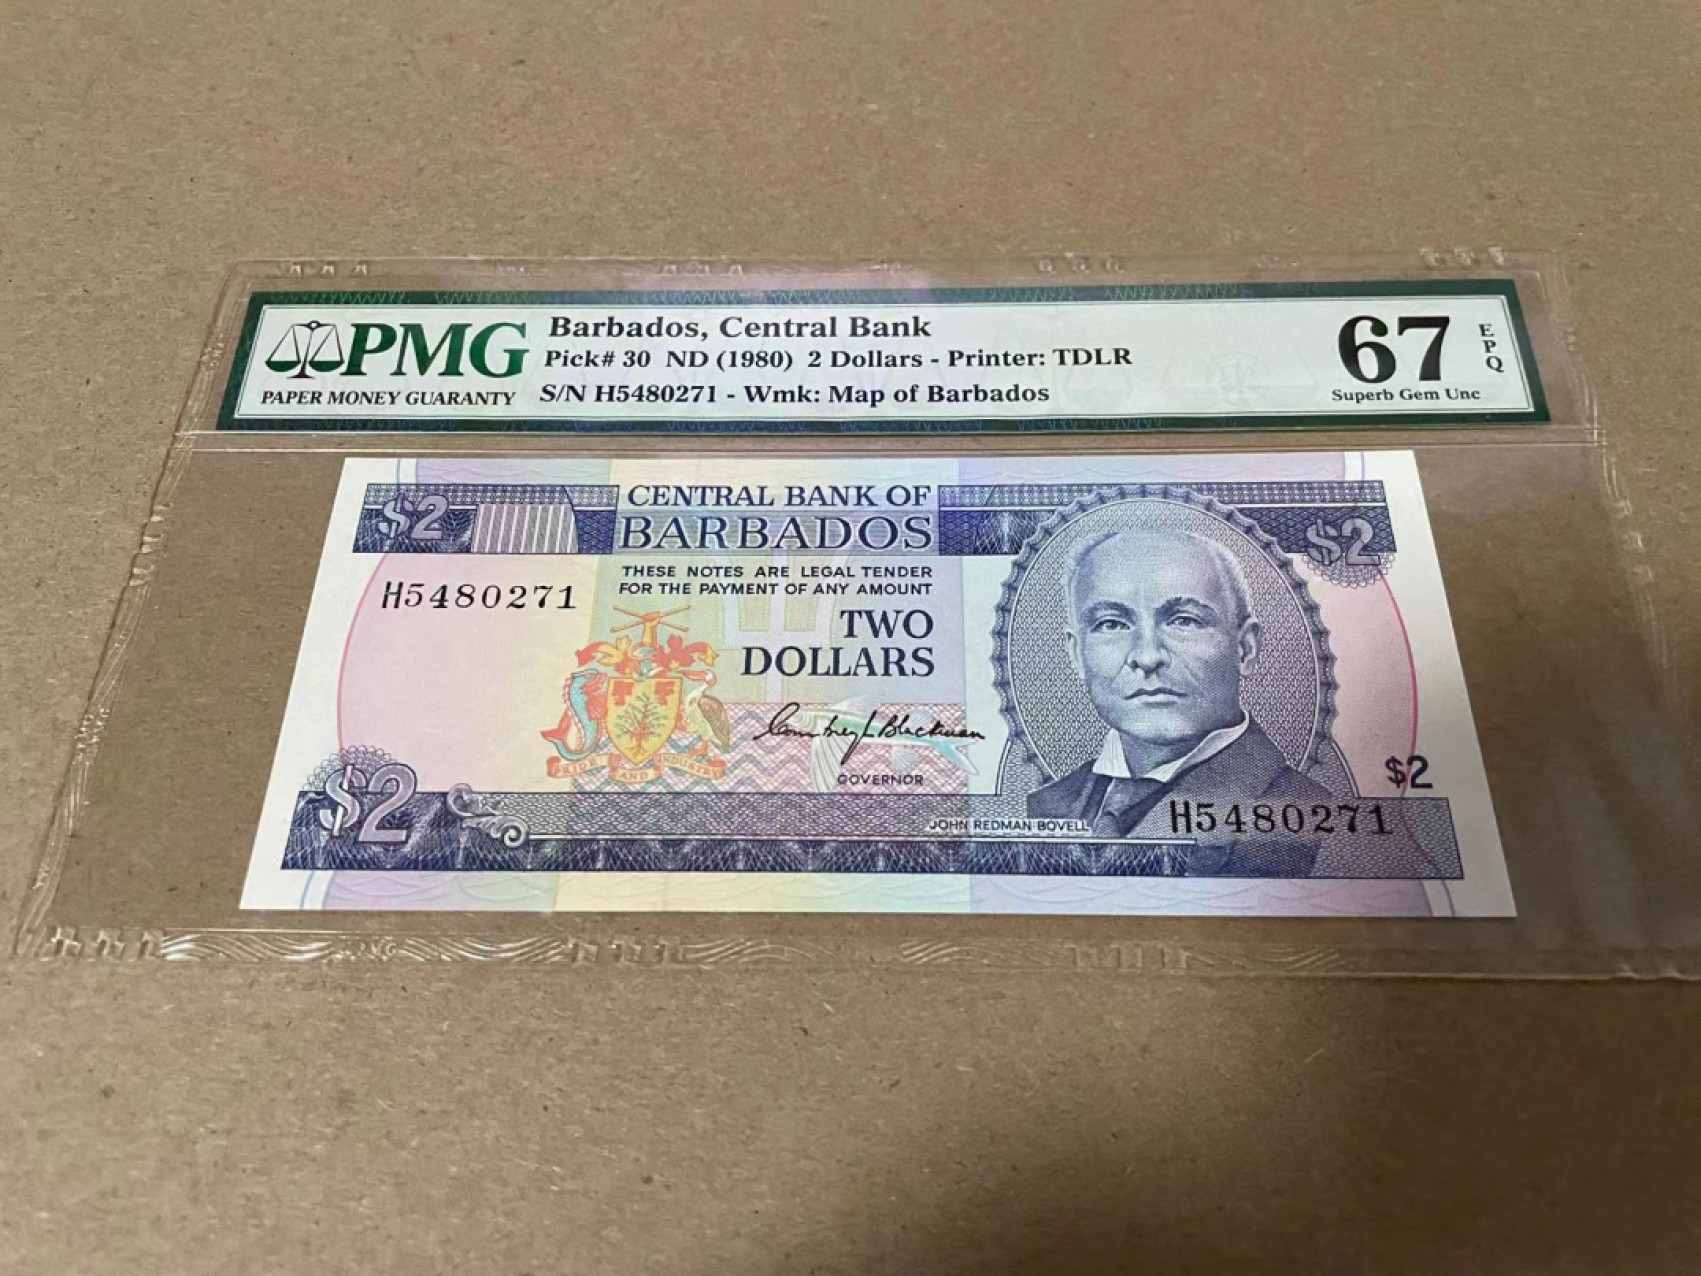 PMG
PAPER MONEY GUARANTY
Barbados, Central Bank
Pick# 30 ND (1980) 2 Dollars - Printer: TDLR
S/N H5480271 - Wmk: Map of Barbados
67
EPQ
Superb Gem Unc
$2
CENTRAL BANK OF
BARBADOS
$2
THESE NOTES ARE LEGAL TENDER
FOR THE PAYMENT OF ANY AMOUNT
H5480271
TWO
DOLLARS
Courtney L Blackman
GOVERNOR
PRIDE AND INDUSTRY
$2
$2
JOHN REDMAN BOVELL
H5480271